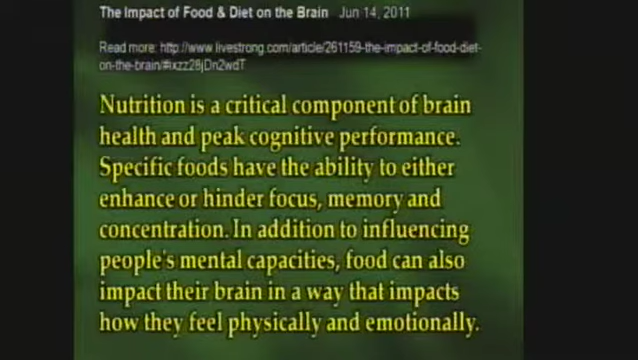 The Impact of Food & Diet on the Brain Jun 14, 2011
Read more: http://www.livestrong.com/article/261159-the-impact-of-food-diet-
on-the-brain/#ixzz28jDn2wdT
Nutrition is a critical component of brain
health and peak cognitive performance.
Specific foods have the ability to either
enhance or hinder focus, memory and
concentration. In addition to influencing
people's mental capacities, food can also
impact their brain in a way that impacts
how they feel physically and emotionally.